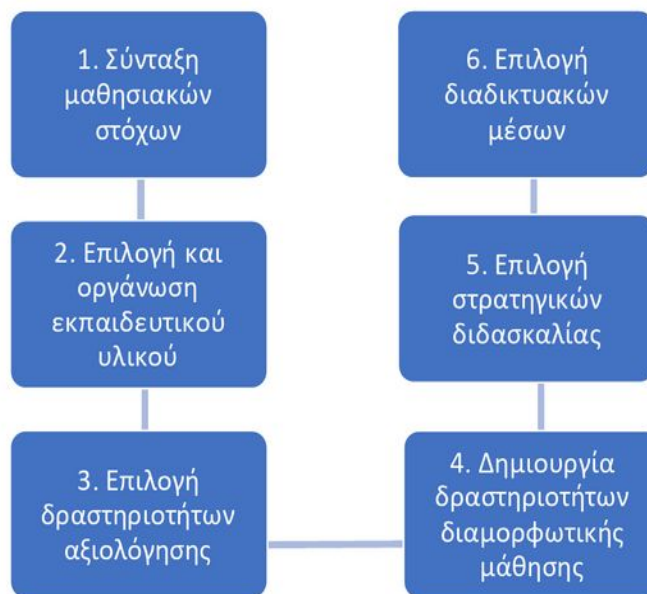 1. Σύνταξη
μαθησιακών
στόχων
2. Επιλογή και
οργάνωση
εκπαιδευτικού
υλικού
3. Επιλογή
δραστηριοτήτων
αξιολόγησης
4. Δημιουργία
δραστηριοτήτων
διαμορφωτικής
μάθησης
5. Επιλογή
στρατηγικών
διδασκαλίας
6. Επιλογή
διαδικτυακών
μέσων